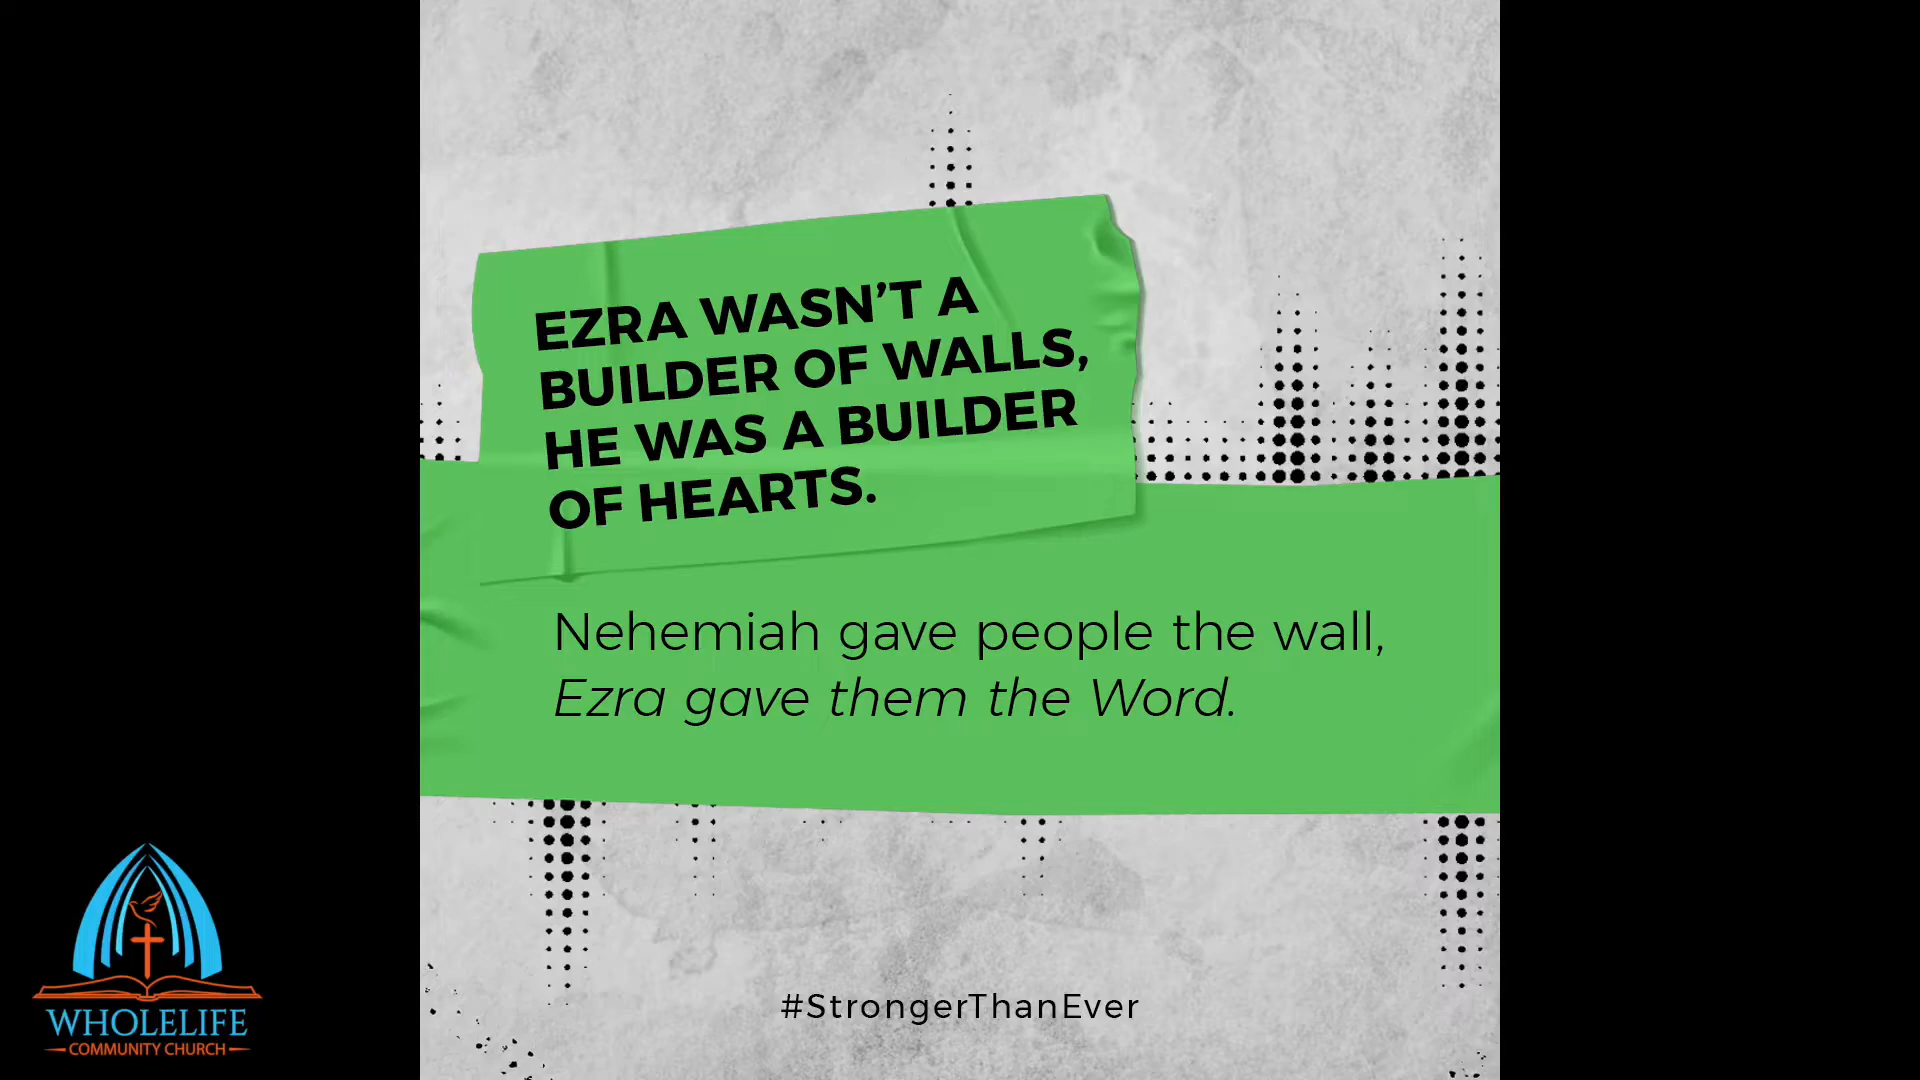 EZRA WASN’T A
BUILDER OF WALLS,
HE WAS A BUILDER
OF HEARTS.
Nehemiah gave people the wall,
Ezra gave them the Word.
#StrongerThanEver
WHOLELIFE
COMMUNITY CHURCH